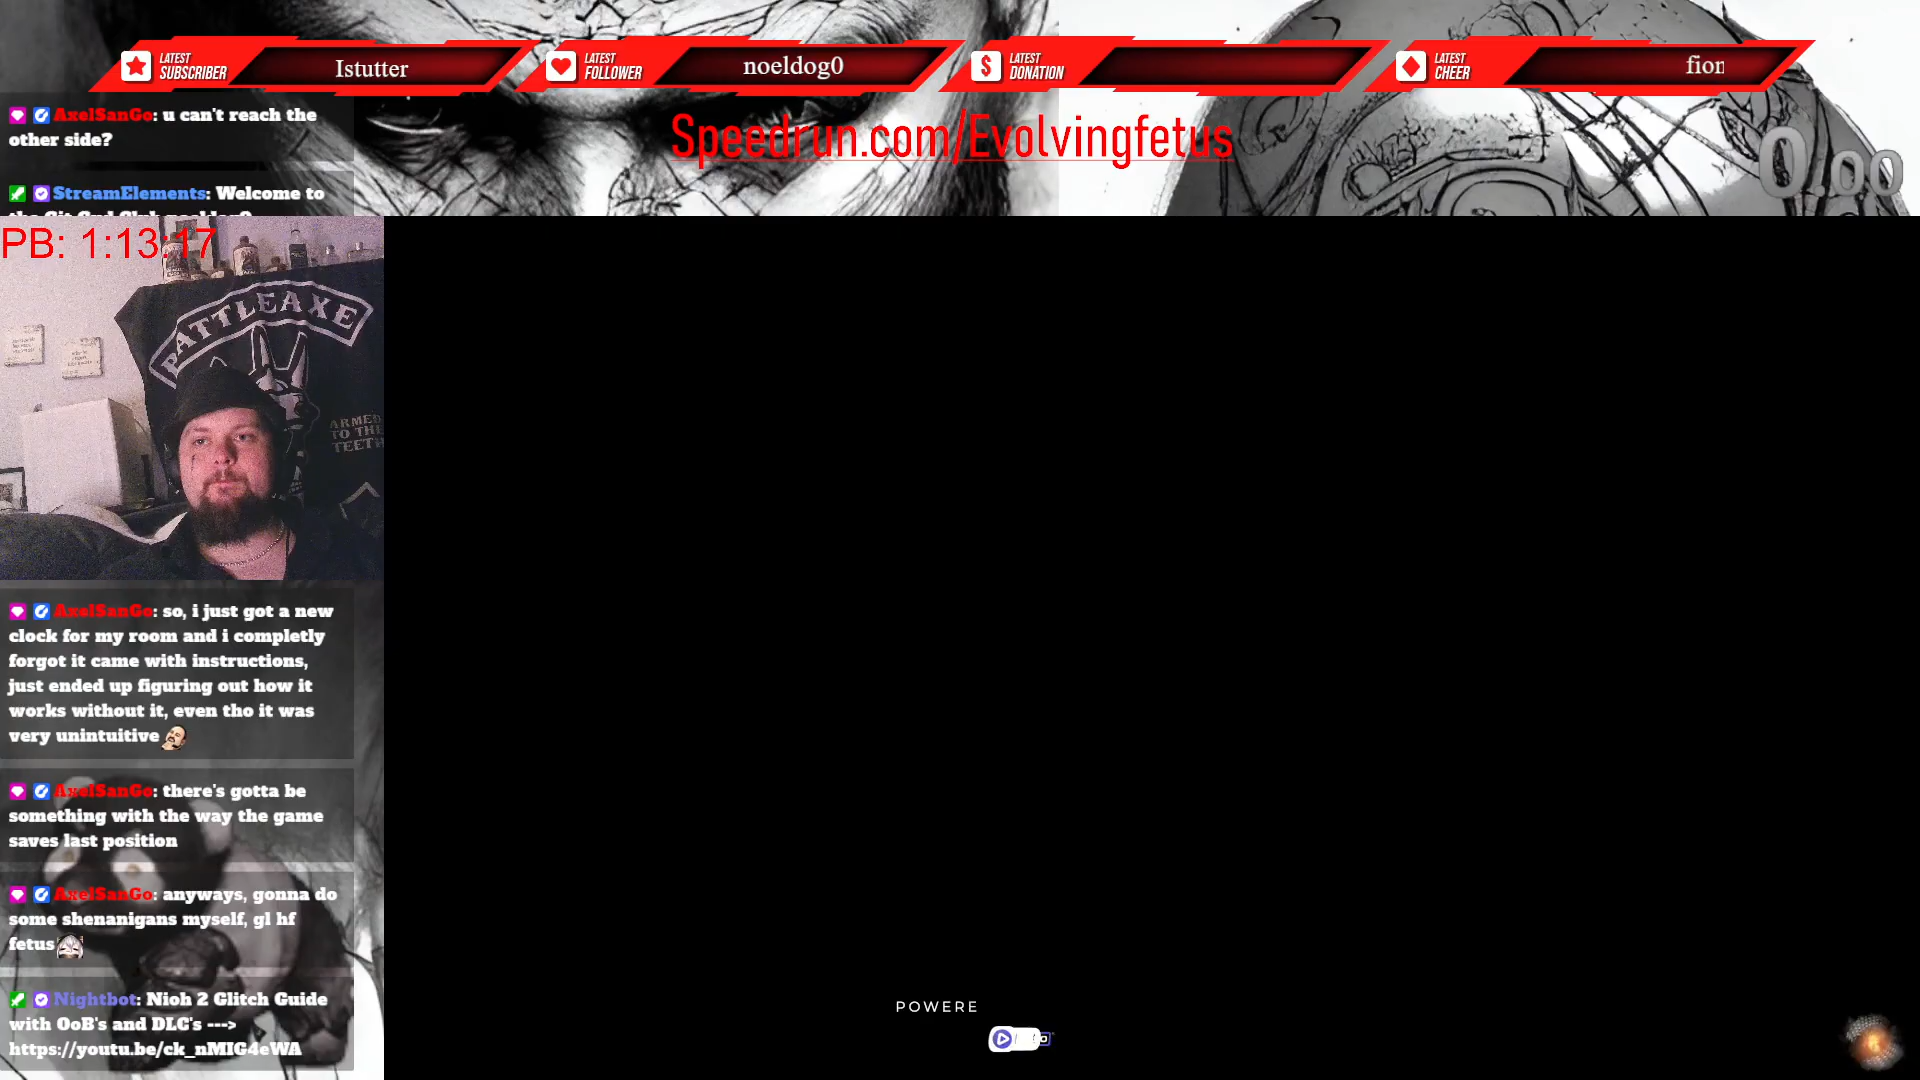 LATEST
SUBSCRIBER
Istutter
LATEST
FOLLOWER
noeldog0
LATEST
DONATION
LATEST
CHEER
fion
Speedrun.com/Evolvingfetus
0.00
AxelSanGo: u can't reach the
other side?
StreamElements: Welcome to
PB: 1:13:17
BATTLEAXE
ARMED
TO THE
TEETH
AxelSanGo: so, i just got a new
clock for my room and i completly
forgot it came with instructions,
just ended up figuring out how it
works without it, even tho it was
very unintuitive
AxelSanGo: there's gotta be
something with the way the game
saves last position
AxelSanGo: anyways, gonna do
some shenanigans myself, gl hf
fetus
Nightbot: Nioh 2 Glitch Guide
with OoB's and DLC's --->
https://youtu.be/ck_nMIG4eWA
POWERE